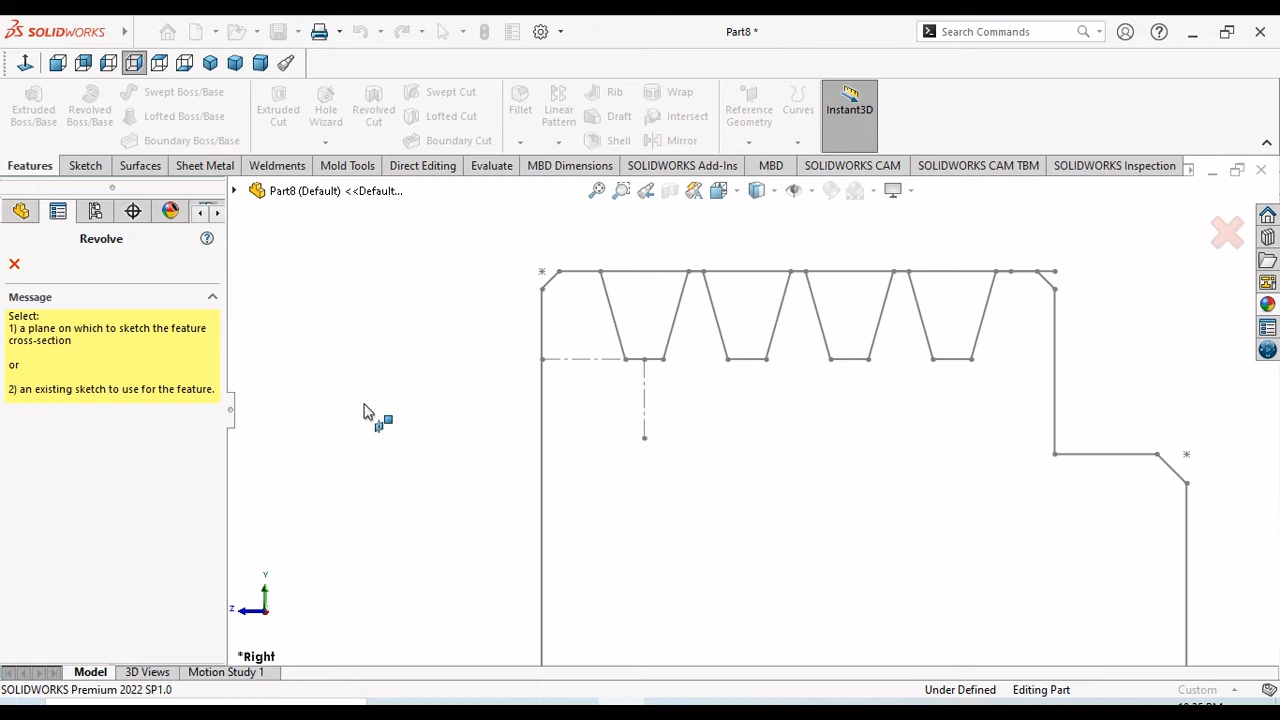 SOLIDWORKS
Part8 *
Search Commands
Extruded Boss/Base
Revolved Boss/Base
Swept Boss/Base
Lofted Boss/Base
Boundary Boss/Base
Extruded Cut
Hole Wizard
Revolved Cut
Swept Cut
Lofted Cut
Boundary Cut
Fillet
Linear Pattern
Rib
Draft
Shell
Wrap
Intersect
Mirror
Reference Geometry
Curves
Instant3D
Features Sketch Surfaces Sheet Metal Weldments Mold Tools Direct Editing Evaluate MBD Dimensions SOLIDWORKS Add-Ins MBD SOLIDWORKS CAM SOLIDWORKS CAM TBM SOLIDWORKS Inspection
Part8 (Default) <<Default...
Revolve
Message
Select:
1) a plane on which to sketch the feature
cross-section
or
2) an existing sketch to use for the feature.
Y
Z
*Right
Model 3D Views Motion Study 1
SOLIDWORKS Premium 2022 SP1.0 Under Defined Editing Part Custom